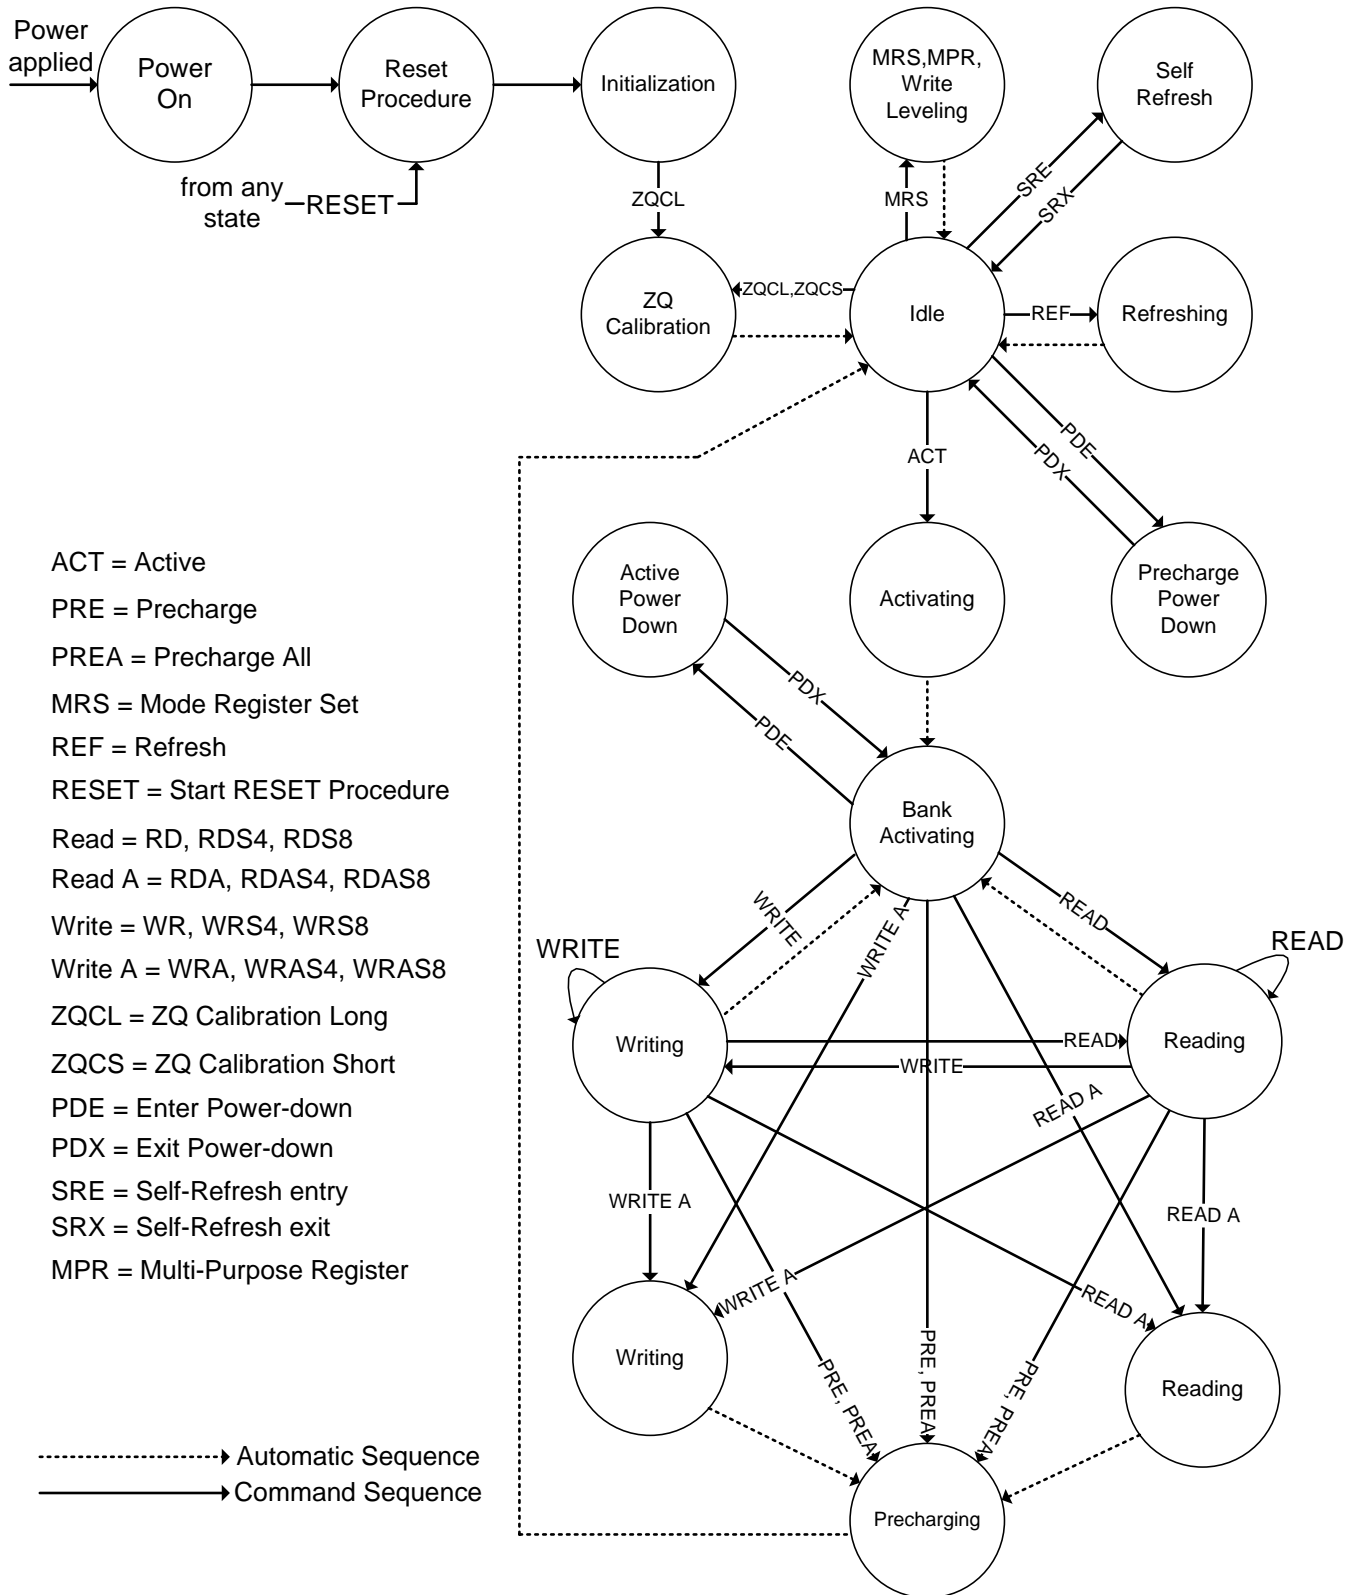 Power
applied
Power
On
Reset
Procedure
Initialization
MRS,MPR,
Write
Leveling
Self
Refresh
from any
state
RESET
ZQCL
MRS
SRE
SRX
ZQ
Calibration
ZQCL,ZQCS
Idle
REF
Refreshing
ACT
PDE
PDX
ACT = Active
PRE = Precharge
PREA = Precharge All
MRS = Mode Register Set
REF = Refresh
RESET = Start RESET Procedure
Read = RD, RDS4, RDS8
Read A = RDA, RDAS4, RDAS8
Write = WR, WRS4, WRS8
Write A = WRA, WRAS4, WRAS8
ZQCL = ZQ Calibration Long
ZQCS = ZQ Calibration Short
PDE = Enter Power-down
PDX = Exit Power-down
SRE = Self-Refresh entry
SRX = Self-Refresh exit
MPR = Multi-Purpose Register
Active
Power
Down
Activating
Precharge
Power
Down
PDX
PDE
Bank
Activating
WRITE
WRITE A
READ
WRITE
READ
Writing
READ
WRITE
Reading
READ A
WRITE A
READ A
WRITE A
READ A
Writing
PRE, PREA
PRE, PREA
PRE, PREA
Reading
Precharging
Automatic Sequence
Command Sequence